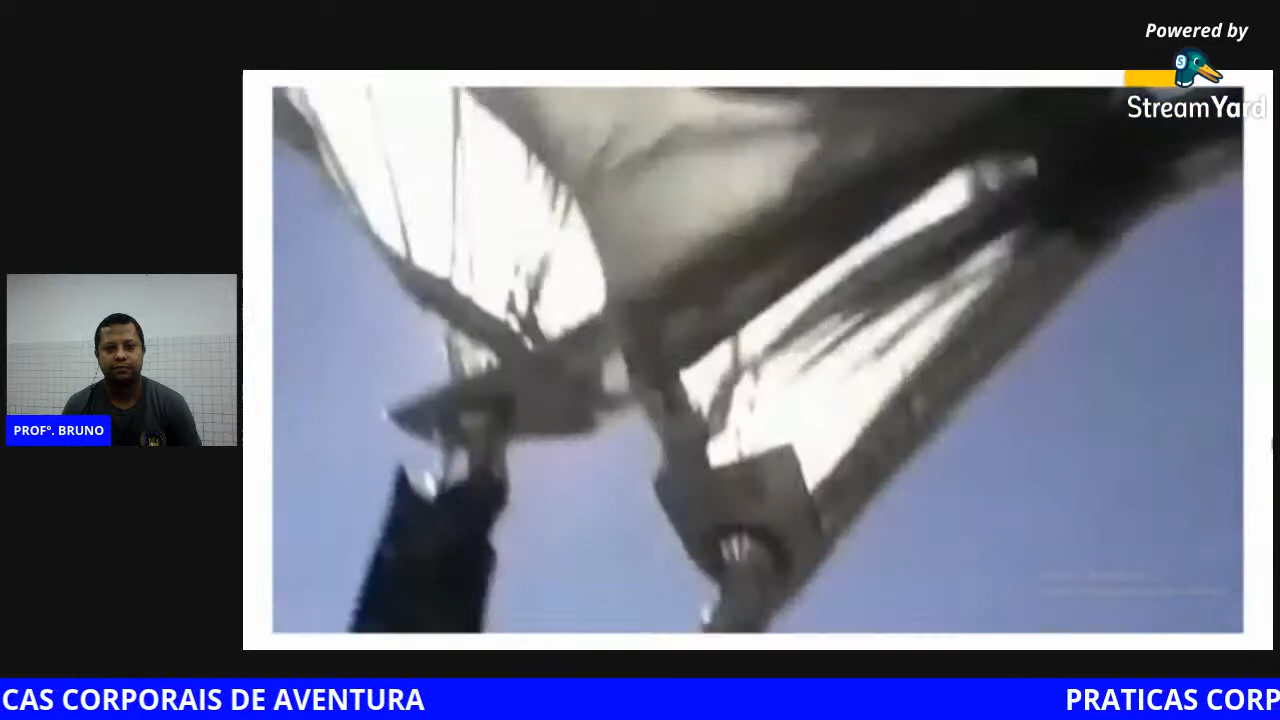 Powered by
StreamYard
PROFº. BRUNO
CAS CORPORAIS DE AVENTURA
PRATICAS CORP